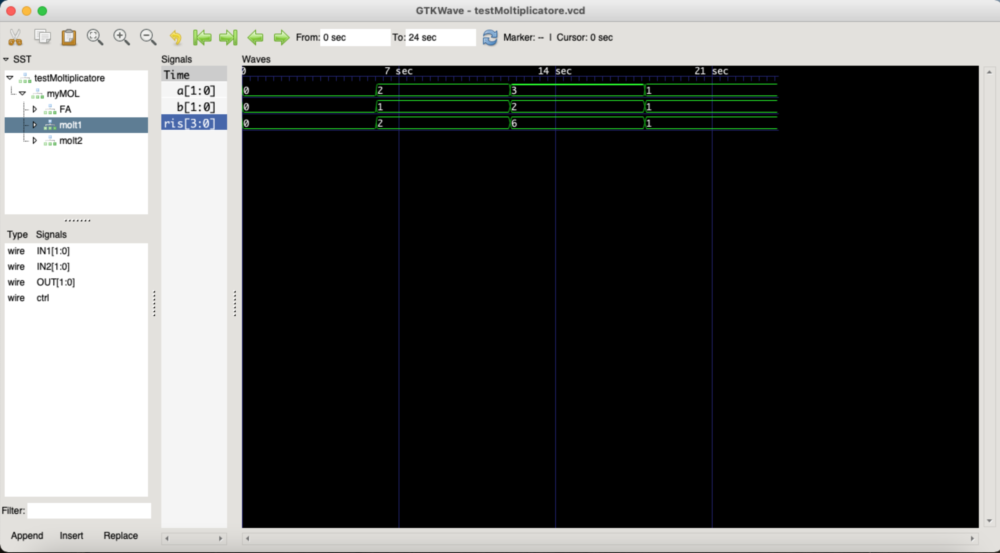 GTKWave - testMoltiplicatore.vcd
From: 0 sec To: 24 sec Marker: -- | Cursor: 0 sec
SST
testMoltiplicatore
myMOL
FA
molt1
molt2
Type Signals
wire IN1[1:0]
wire IN2[1:0]
wire OUT[1:0]
wire ctrl
Filter:
Append Insert Replace
Signals
Time
a[1:0]
b[1:0]
ris[3:0]
Waves
0 7 sec 14 sec 21 sec
0 2 3 1
0 1 2 1
0 2 6 1